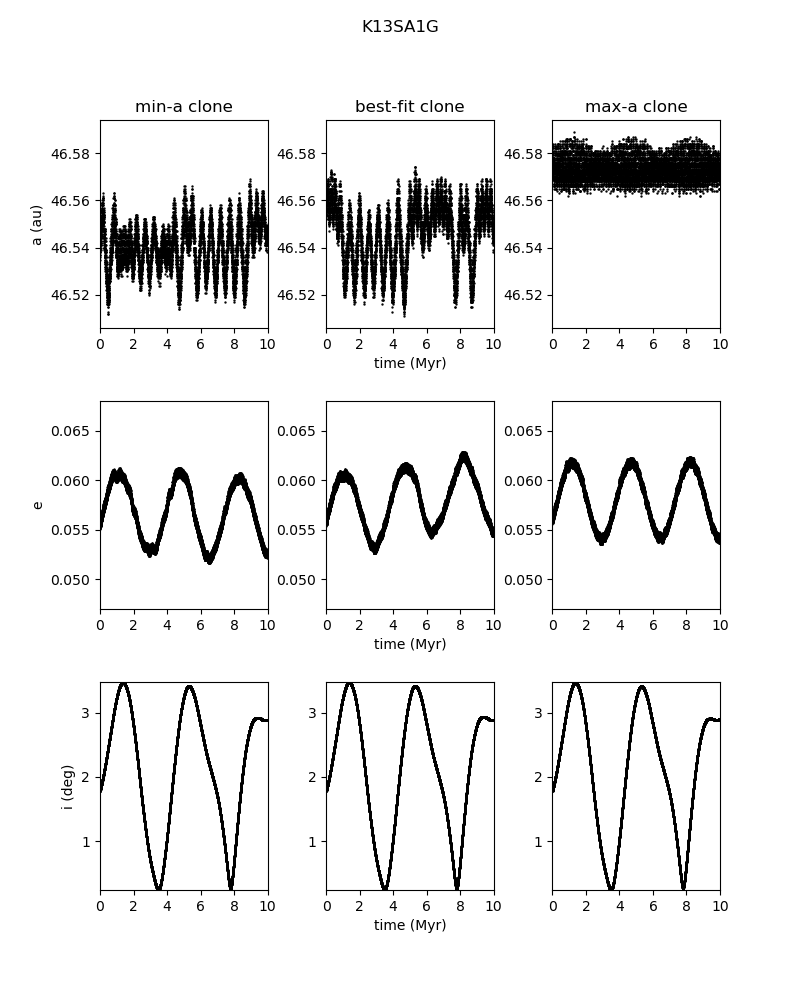 K13SA1G
min-a clone best-fit clone max-a clone
46.58 46.58 46.58
46.56 46.56 46.56
a (au)
46.54 46.54 46.54
46.52 46.52 46.52
0 2 4 6 8 10 0 2 4 6 8 10 0 2 4 6 8 10
time (Myr)
0.065 0.065 0.065
0.060 0.060 0.060
e
0.055 0.055 0.055
0.050 0.050 0.050
0 2 4 6 8 10 0 2 4 6 8 10 0 2 4 6 8 10
time (Myr)
3 3 3
2 2 2
i (deg)
1 1 1
0 2 4 6 8 10 0 2 4 6 8 10 0 2 4 6 8 10
time (Myr)